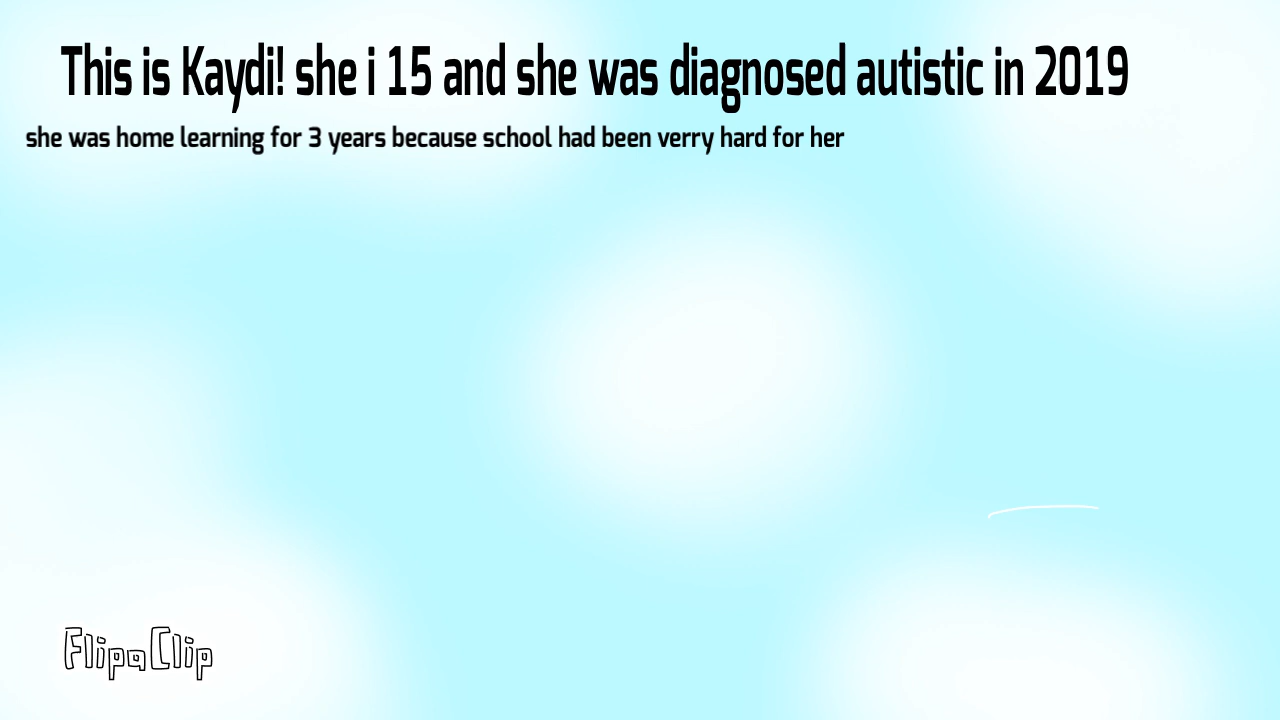 This is Kaydi! she i 15 and she was diagnosed autistic in 2019
she was home learning for 3 years because school had been verry hard for her
FlipaClip